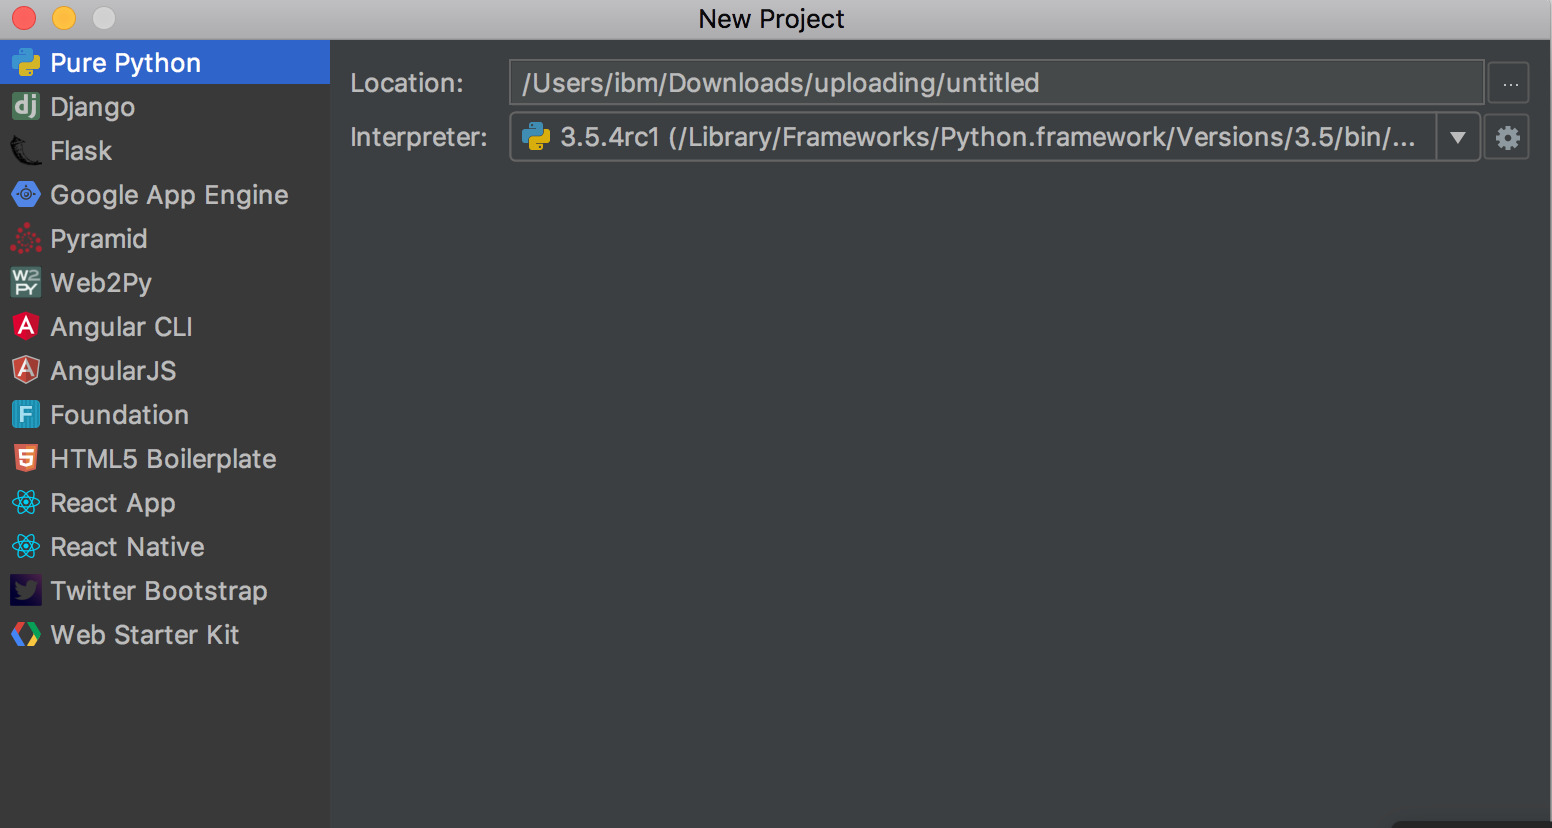 New Project
Pure Python
Django
Flask
Google App Engine
Pyramid
Web2Py
Angular CLI
AngularJS
Foundation
HTML5 Boilerplate
React App
React Native
Twitter Bootstrap
Web Starter Kit
Location: /Users/ibm/Downloads/uploading/untitled ...
Interpreter: 3.5.4rc1 (/Library/Frameworks/Python.framework/Versions/3.5/bin/...